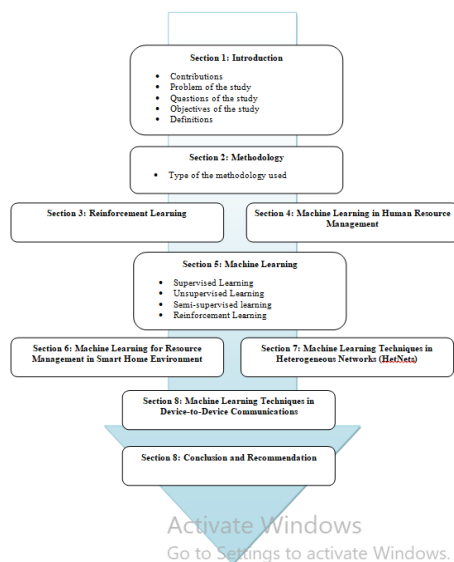 Section 1: Introduction
• Contributions
• Problem of the study
• Questions of the study
• Objectives of the study
• Definitions
Section 2: Methodology
• Type of the methodology used
Section 3: Reinforcement Learning
Section 4: Machine Learning in Human Resource
Management
Section 5: Machine Learning
• Supervised Learning
• Unsupervised Learning
• Semi-supervised learning
• Reinforcement Learning
Section 6: Machine Learning for Resource
Management in Smart Home Environment
Section 7: Machine Learning Techniques in
Heterogeneous Networks (HetNets)
Section 8: Machine Learning Techniques in
Device-to-Device Communications
Section 8: Conclusion and Recommendation
Activate Windows
Go to Settings to activate Windows.